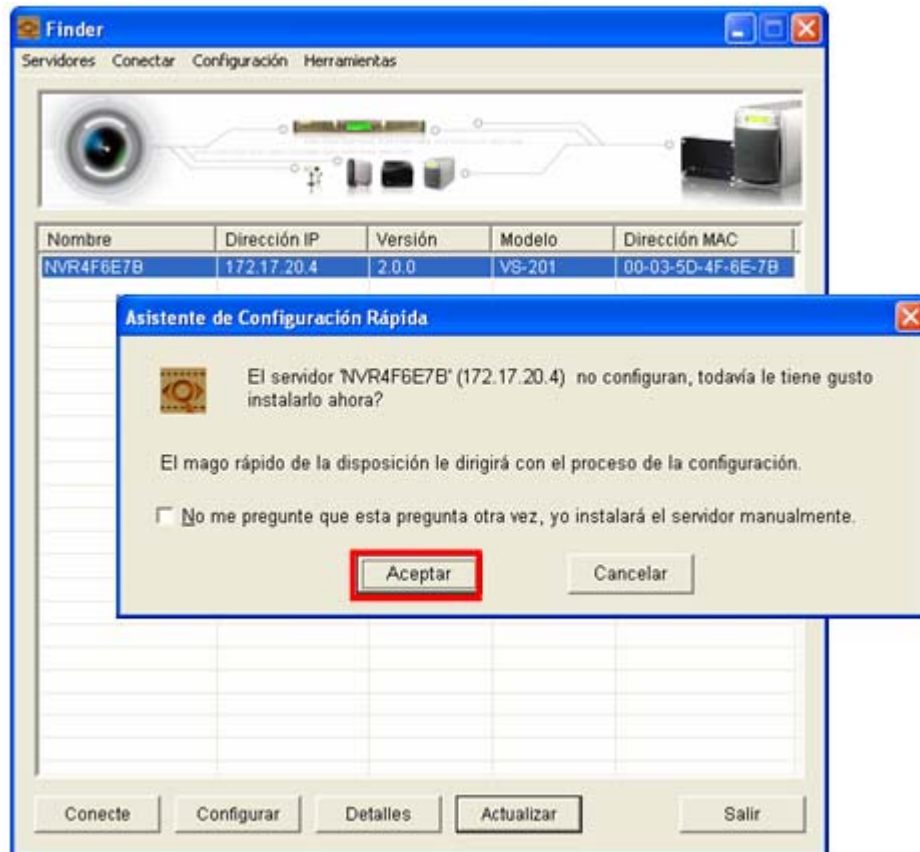 Finder
Servidores Conectar Configuración Herramientas
Nombre Dirección IP Versión Modelo Dirección MAC
NVR4F6E7B 172.17.20.4 2.0.0 VS-201 00-03-5D-4F-6E-7B
Asistente de Configuración Rápida
El servidor 'NVR4F6E7B' (172.17.20.4) no configuran, todavía le tiene gusto
instalarlo ahora?
El mago rápido de la disposición le dirigirá con el proceso de la configuración.
No me pregunte que esta pregunta otra vez, yo instalará el servidor manualmente.
Aceptar Cancelar
Conecte Configurar Detalles Actualizar Salir